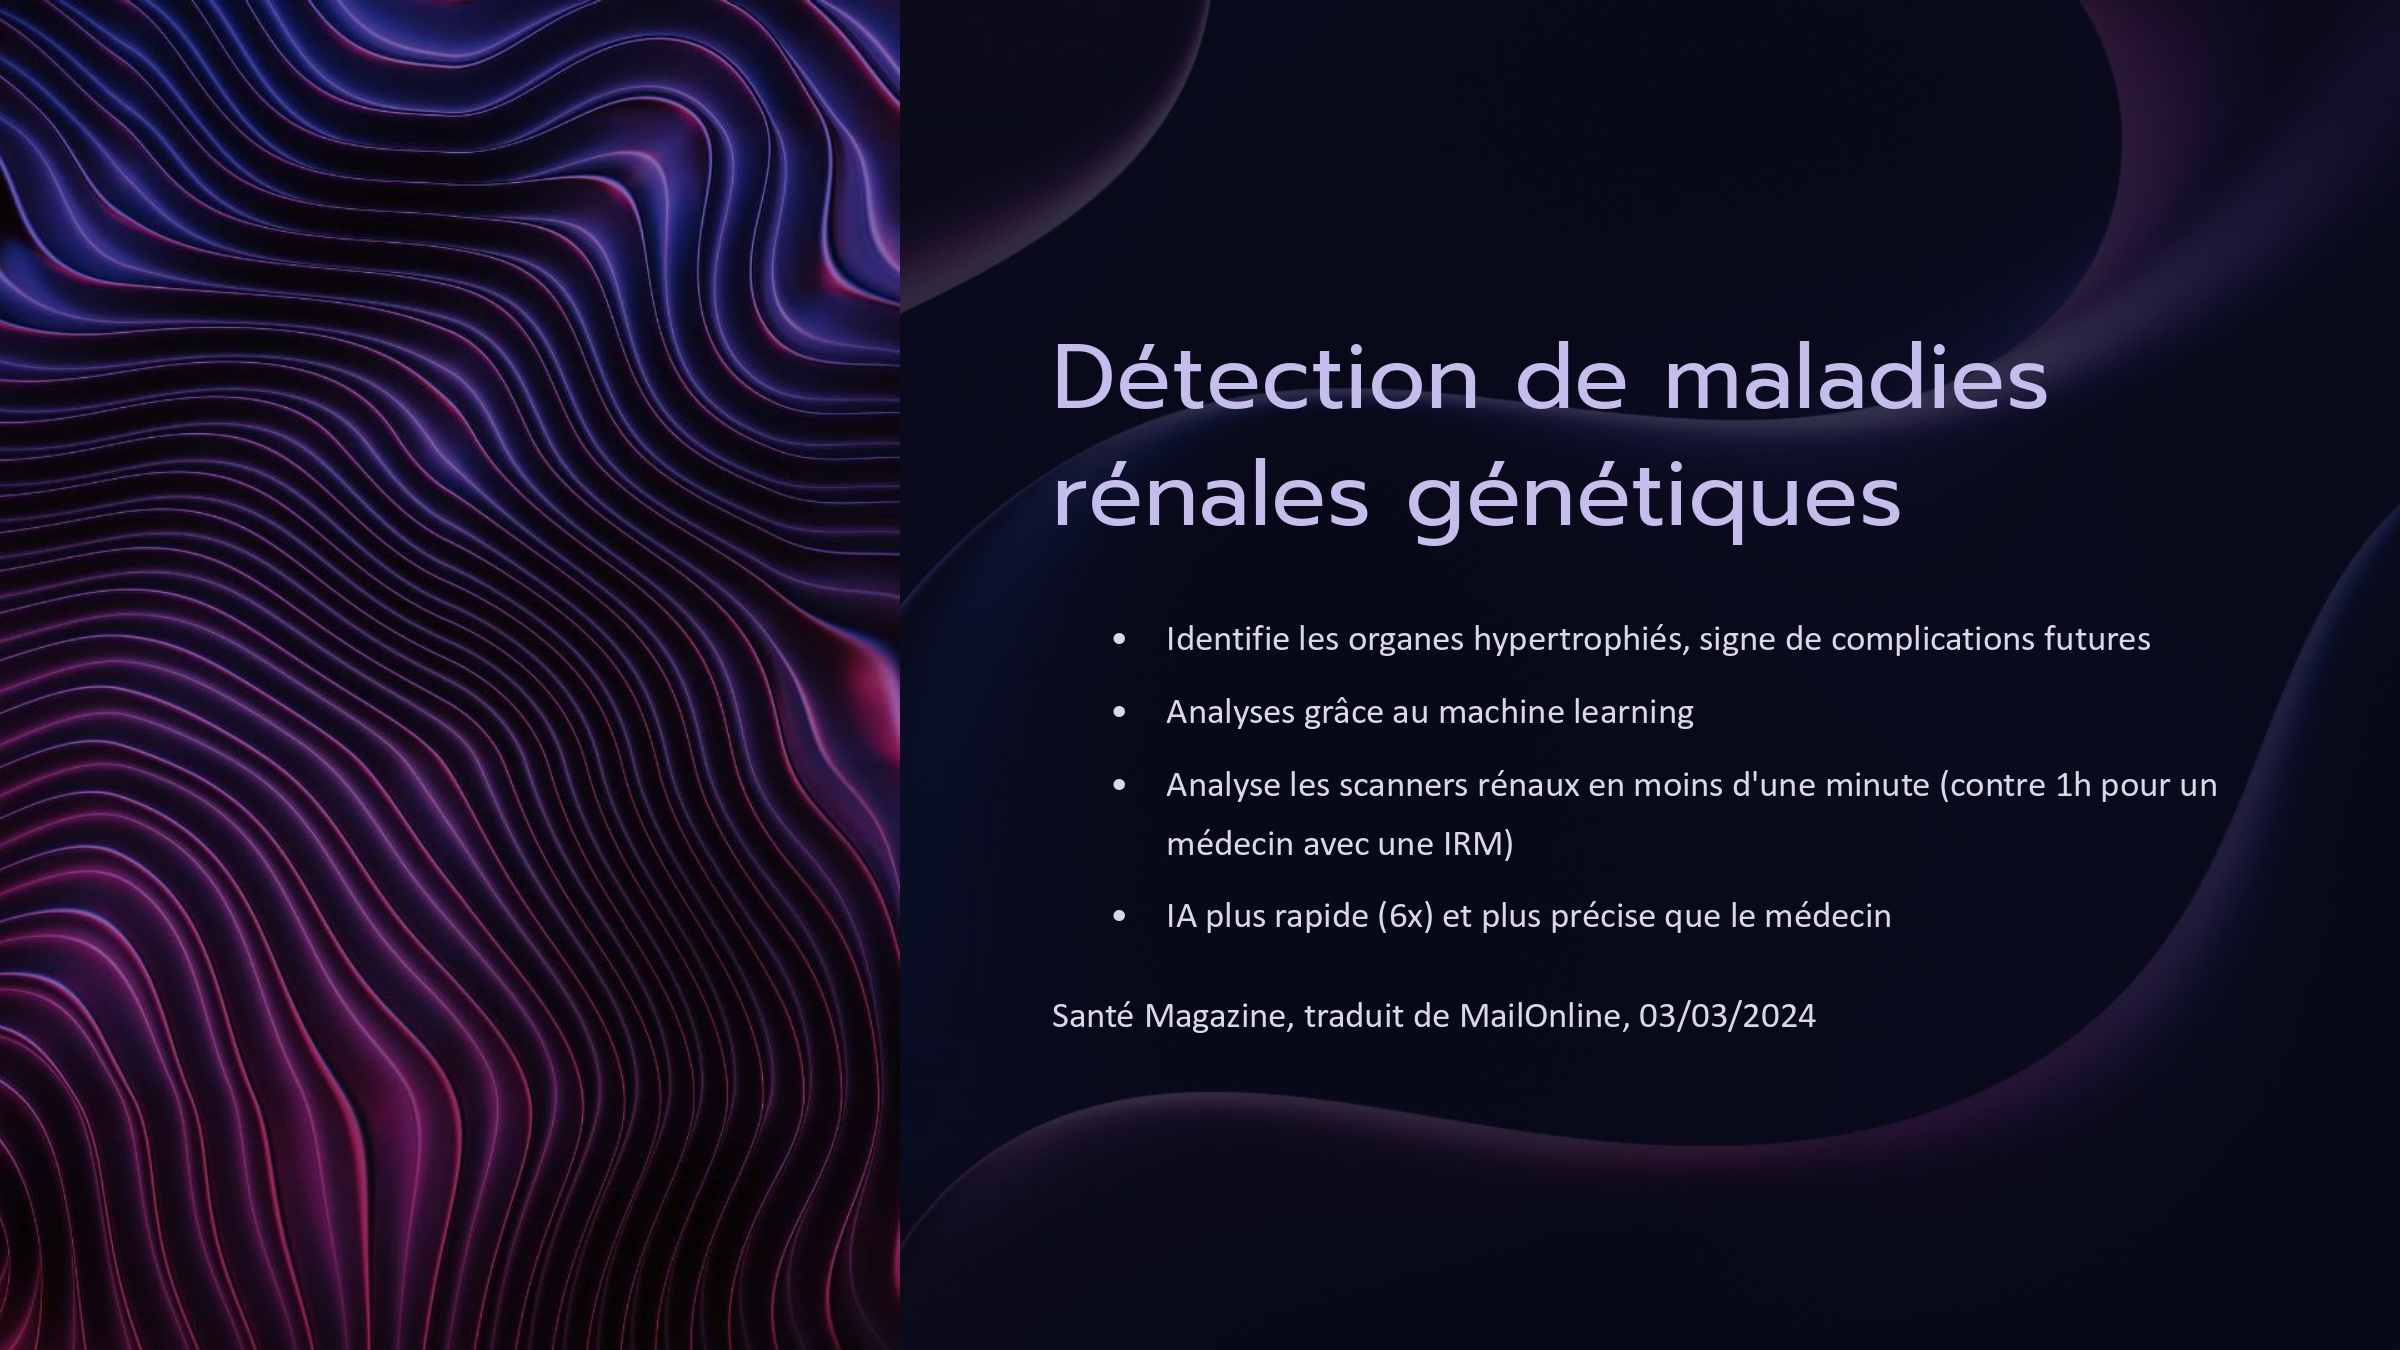 Détection de maladies
rénales génétiques
• Identifie les organes hypertrophiés, signe de complications futures
• Analyses grâce au machine learning
• Analyse les scanners rénaux en moins d'une minute (contre 1h pour un
médecin avec une IRM)
• IA plus rapide (6x) et plus précise que le médecin
Santé Magazine, traduit de MailOnline, 03/03/2024